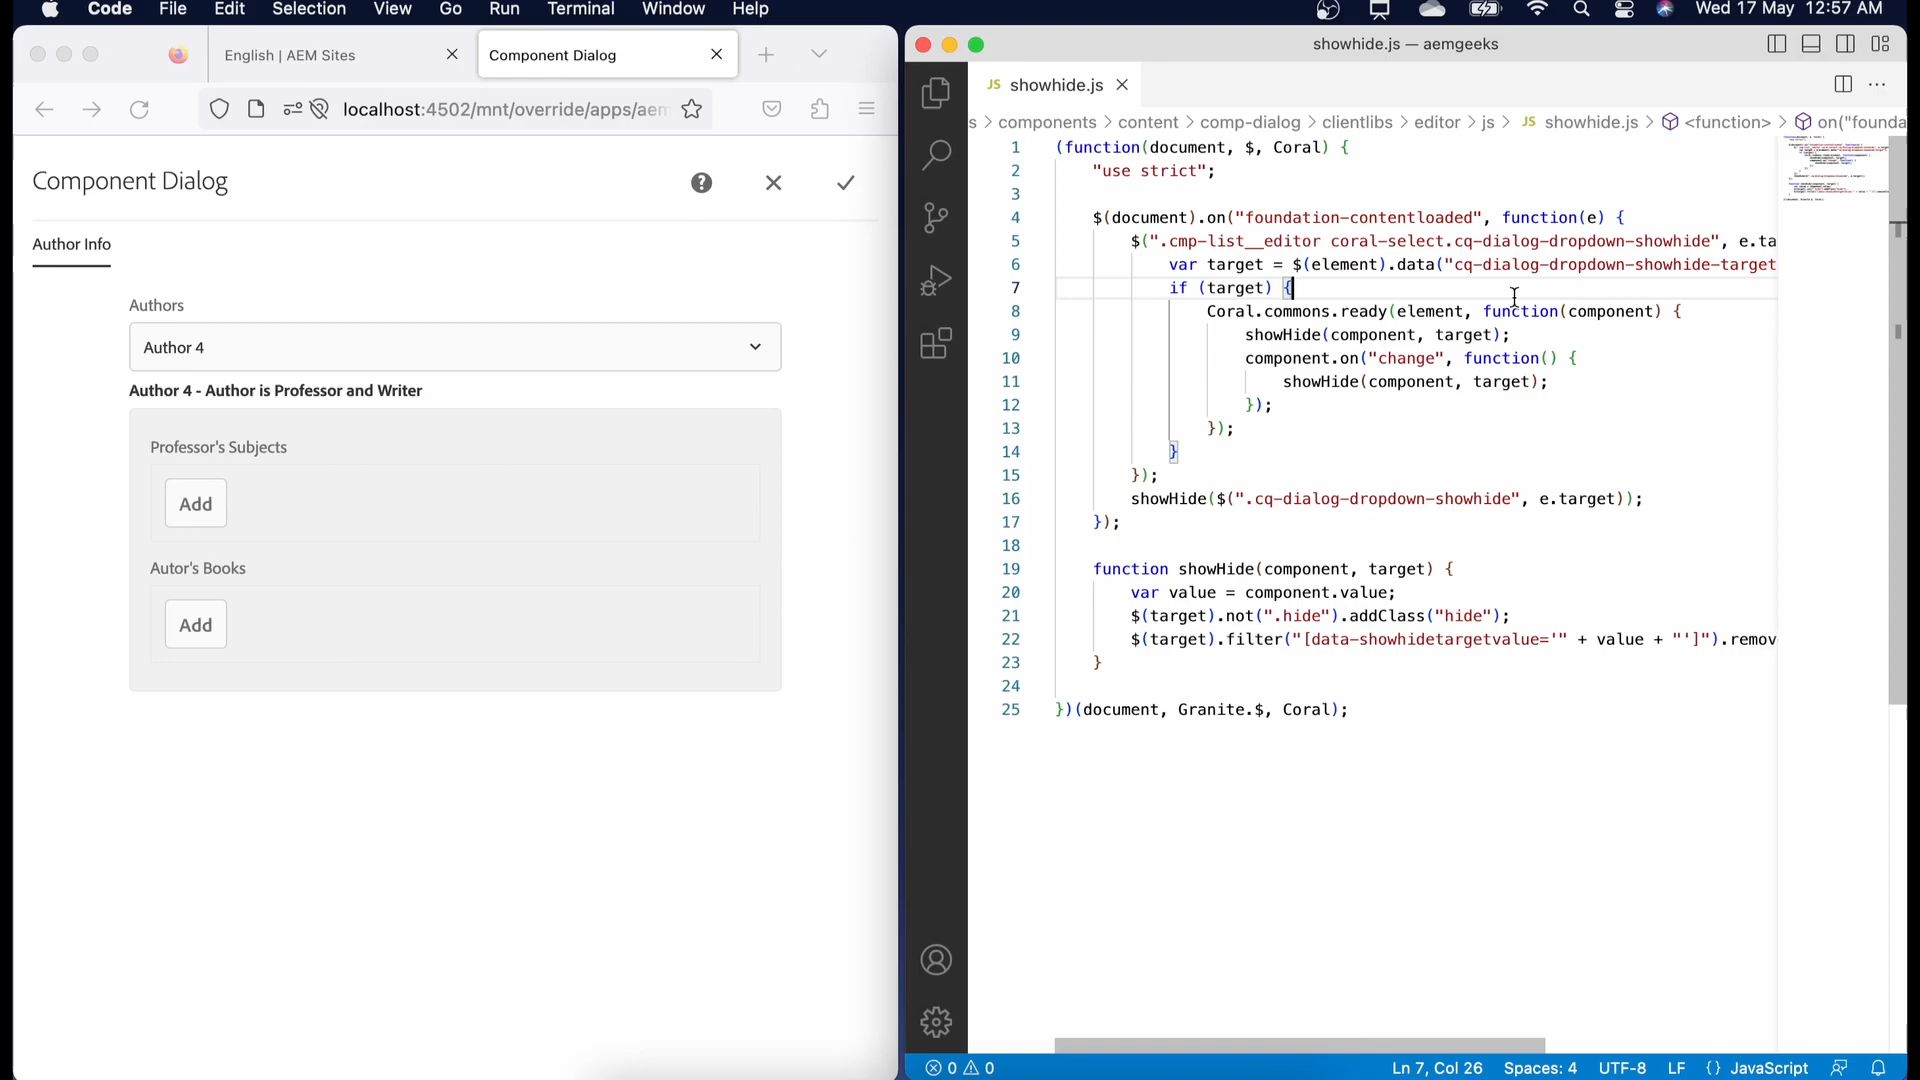 Code File Edit Selection View Go Run Terminal Window Help
Wed 17 May 12:57 AM
English | AEM Sites
Component Dialog
localhost:4502/mnt/override/apps/aem
Component Dialog
Author Info
Authors
Author 4
Author 4 - Author is Professor and Writer
Professor's Subjects
Add
Autor's Books
Add
showhide.js — aemgeeks
JS showhide.js
s > components > content > comp-dialog > clientlibs > editor > js > JS showhide.js > <function> > on("founda
1 (function(document, $, Coral) {
2 "use strict";
3
4 $(document).on("foundation-contentloaded", function(e) {
5 $(".cmp-list__editor coral-select.cq-dialog-dropdown-showhide", e.ta
6 var target = $(element).data("cq-dialog-dropdown-showhide-target
7 if (target) {
8 Coral.commons.ready(element, function(component) {
9 showHide(component, target);
10 component.on("change", function() {
11 showHide(component, target);
12 });
13 });
14 }
15 });
16 showHide($(".cq-dialog-dropdown-showhide", e.target));
17 });
18
19 function showHide(component, target) {
20 var value = component.value;
21 $(target).not(".hide").addClass("hide");
22 $(target).filter("[data-showhidetargetvalue='" + value + "']").remov
23 }
24
25 })(document, Granite.$, Coral);
0 0
Ln 7, Col 26 Spaces: 4 UTF-8 LF {} JavaScript